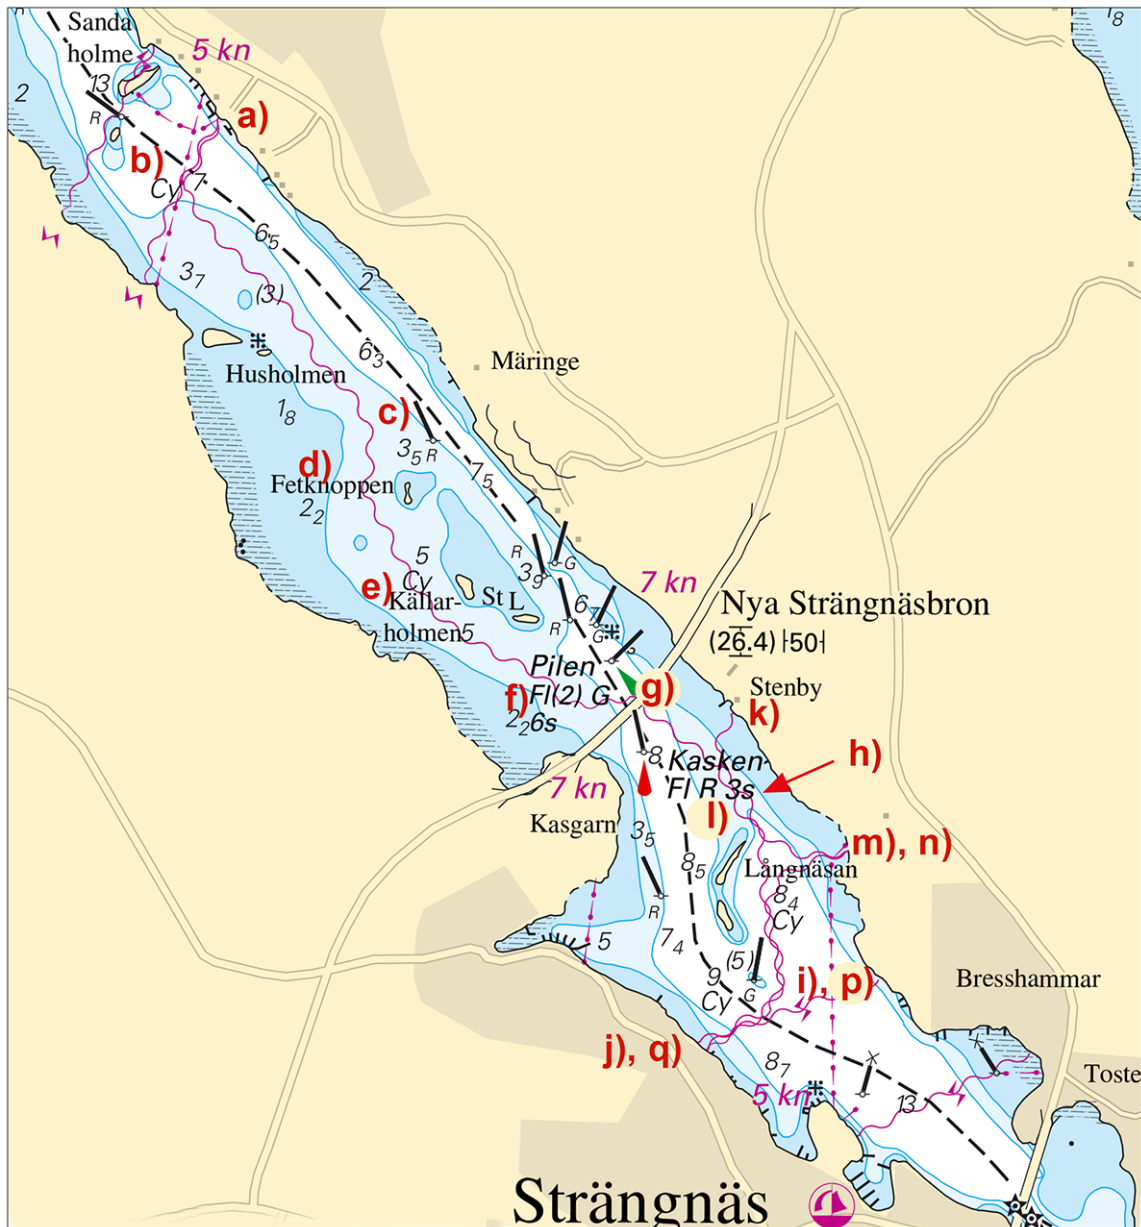 R
Sanda
holme
5 kn
1₈
13
2
R
a)
b)
Cy
7
6₅
3₇
(3)
2
6₃
Märinge
Husholmen
1₈
c)
3₅
R
d)
Fetknoppen
2₂
7₅
5
R
G
3₉
7 kn
e)
Cy
Källar-
holmen
5
St L
6₇
R
G
Nya Strängnäsbron
(26.4) 50
Pilen
Fl(2) G
6s
g)
f)
2₂
Stenby
k)
h)
8
Kasken-
Fl R 3s
7 kn
Kasgarn
3₅
l)
m), n)
8₅
Långnäsan
8₄
Cy
R
5
7₄
(5)
9
Cy
G
i), p)
Bresshammar
j), q)
8₇
5 kn
13
Toste
Strängnäs